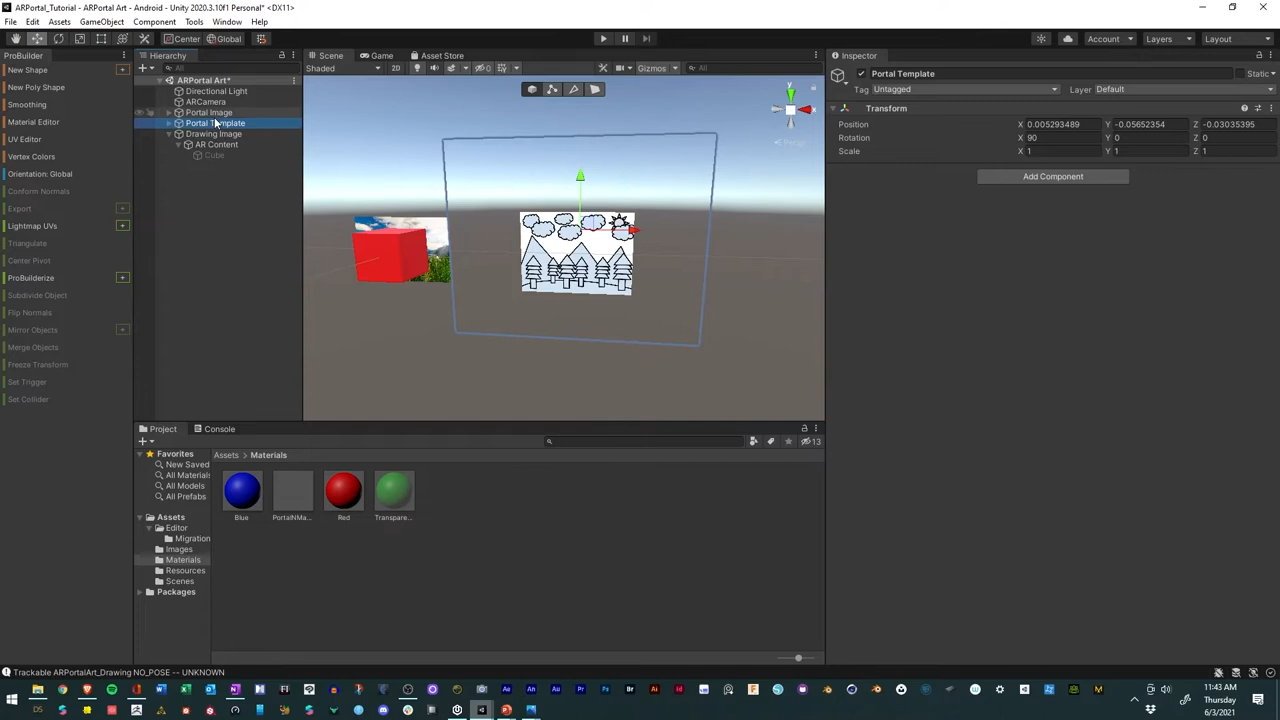 ARPortal_Tutorial - ARPortal Art - Android - Unity 2020.3.10f1 Personal* <DX11>
File Edit Assets GameObject Component Tools Window Help
Center Global
Account Layers Layout
ProBuilder
New Shape
New Poly Shape
Smoothing
Material Editor
UV Editor
Vertex Colors
Orientation: Global
Conform Normals
Export
Lightmap UVs
Triangulate
Center Pivot
ProBuilderize
Subdivide Object
Flip Normals
Mirror Objects
Merge Objects
Freeze Transform
Set Trigger
Set Collider
Hierarchy
All
ARPortal Art*
Directional Light
ARCamera
Portal Image
Portal Template
Drawing Image
AR Content
Cube
Scene Game Asset Store
Shaded 2D 0 Gizmos All
y
x
Persp
Inspector
Portal Template Static
Tag Untagged Layer Default
Transform
Position X 0.005293489 Y -0.05652354 Z -0.03035395
Rotation X 90 Y 0 Z 0
Scale X 1 Y 1 Z 1
Add Component
Project Console
13
Favorites
New Saved
All Materials
All Models
All Prefabs
Assets
Editor
Migration
Images
Materials
Resources
Scenes
Packages
Assets > Materials
Blue PortalNMa... Red Transpare...
Trackable ARPortalArt_Drawing NO_POSE -- UNKNOWN
11:43 AM
Thursday
6/3/2021